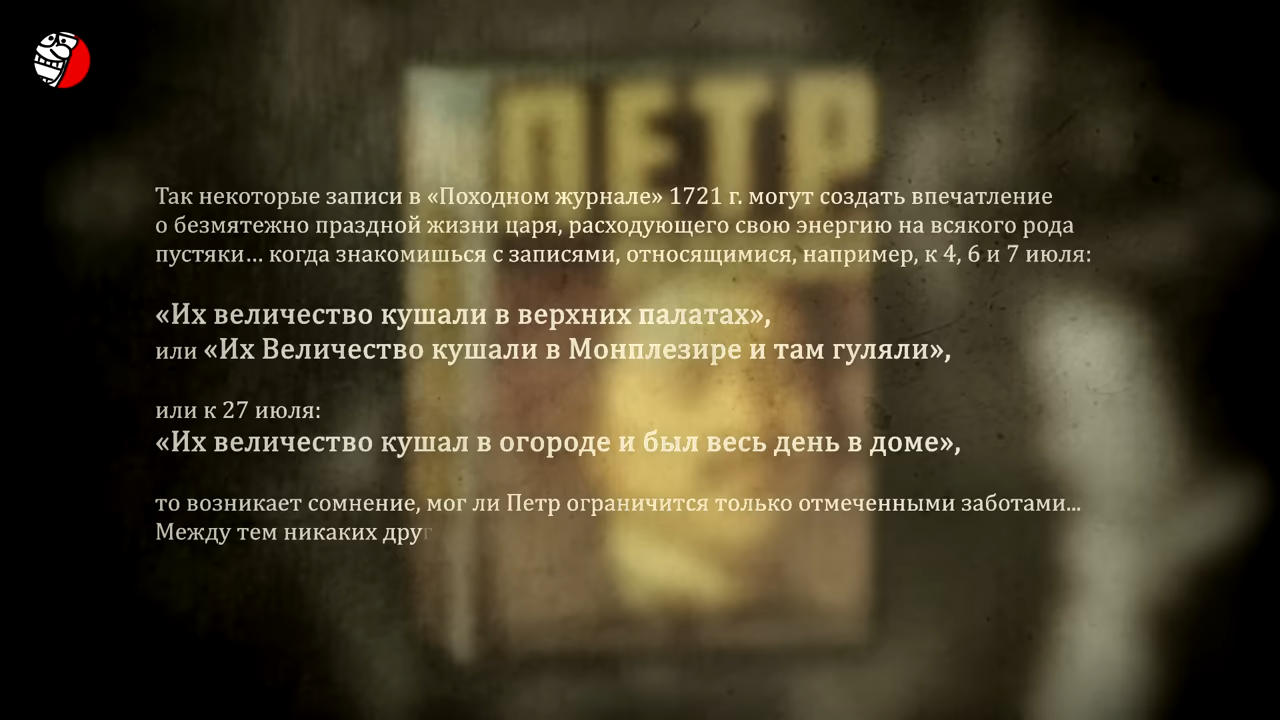 ПЕТР
Так некоторые записи в «Походном журнале» 1721 г. могут создать впечатление
о безмятежно праздной жизни царя, расходующего свою энергию на всякого рода
пустяки... когда знакомишься с записями, относящимися, например, к 4, 6 и 7 июля:
«Их величество кушали в верхних палатах»,
или «Их Величество кушали в Монплезире и там гуляли»,
или к 27 июля:
«Их величество кушал в огороде и был весь день в доме»,
то возникает сомнение, мог ли Петр ограничится только отмеченными заботами...
Между тем никаких друг